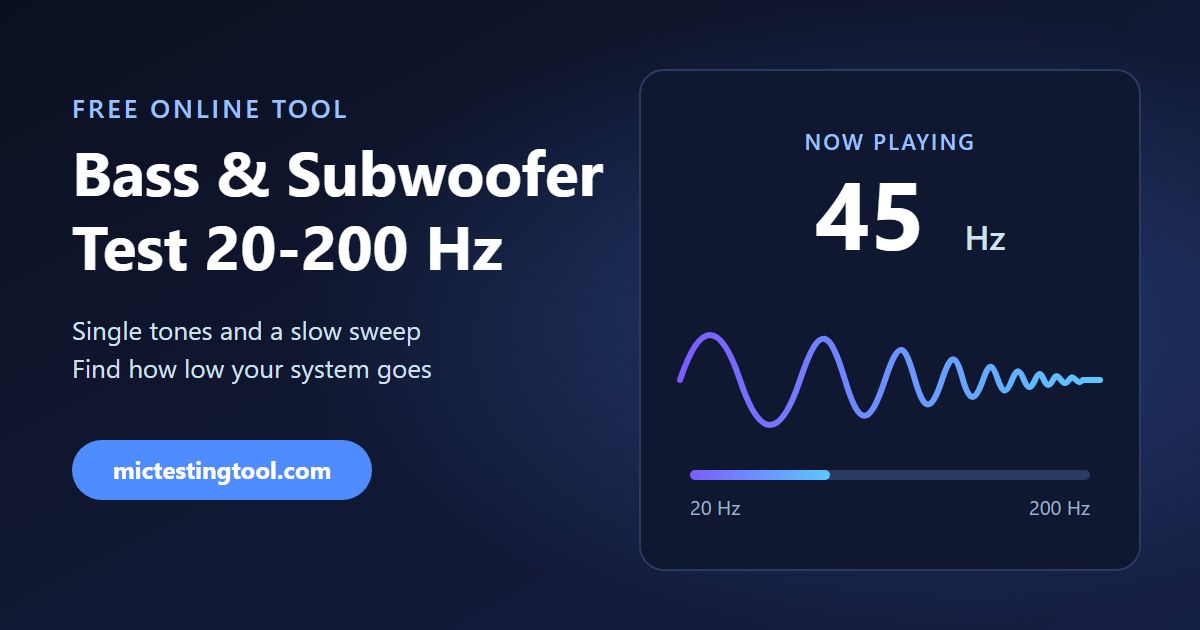 FREE ONLINE TOOL
Bass & Subwoofer
Test 20-200 Hz
Single tones and a slow sweep
Find how low your system goes
mictestingtool.com
NOW PLAYING
45 Hz
20 Hz
200 Hz